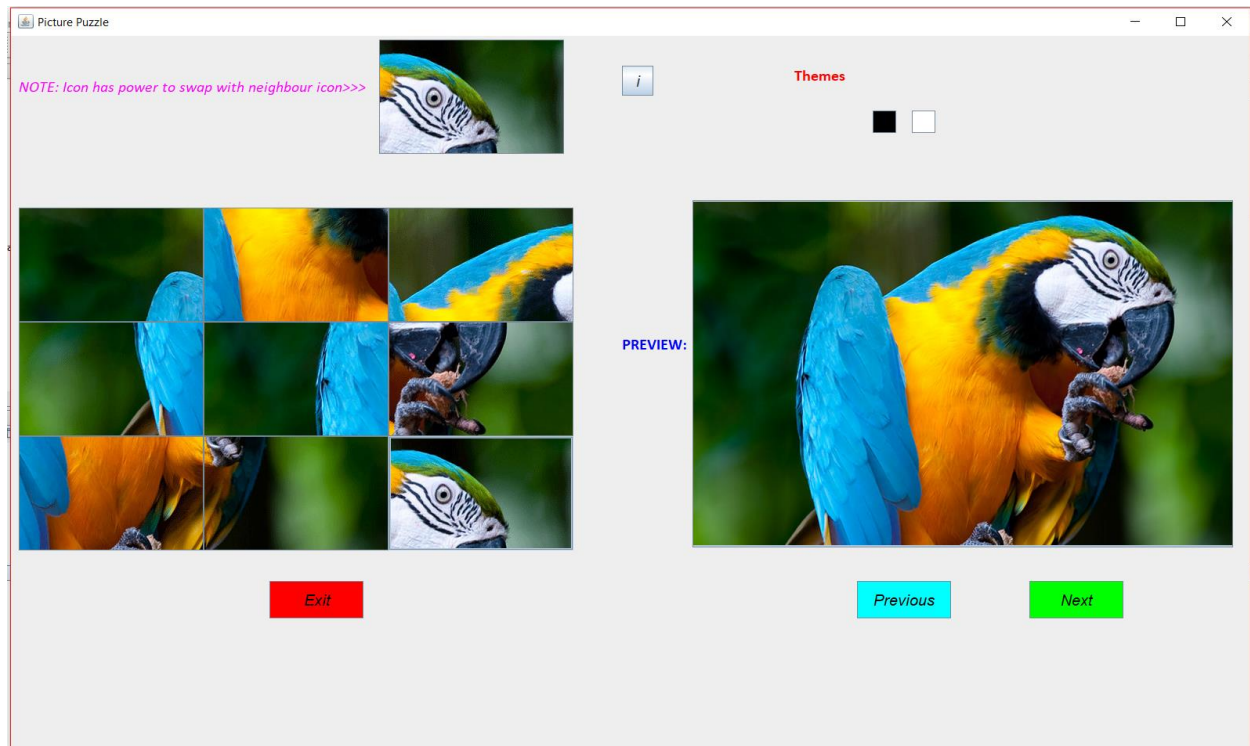 Picture Puzzle
NOTE: Icon has power to swap with neighbour icon>>>
i
Themes
PREVIEW:
Exit
Previous
Next